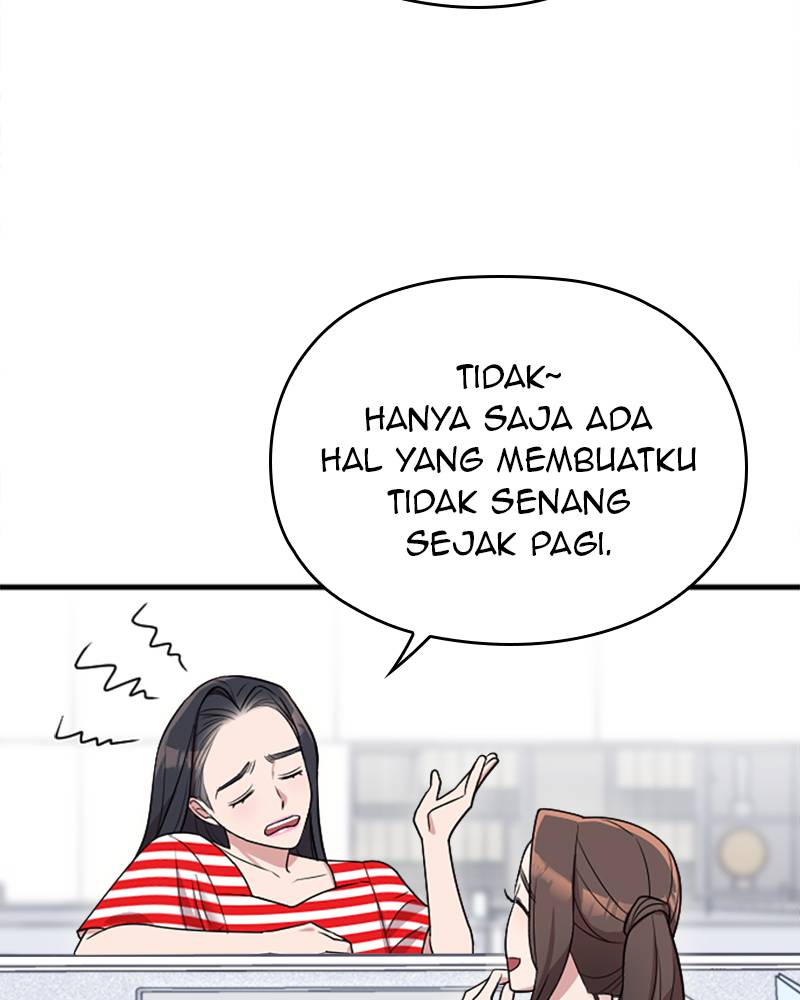 TIDAK~
HANYA SAJA ADA
HAL YANG MEMBUATKU
TIDAK SENANG
SEJAK PAGI.